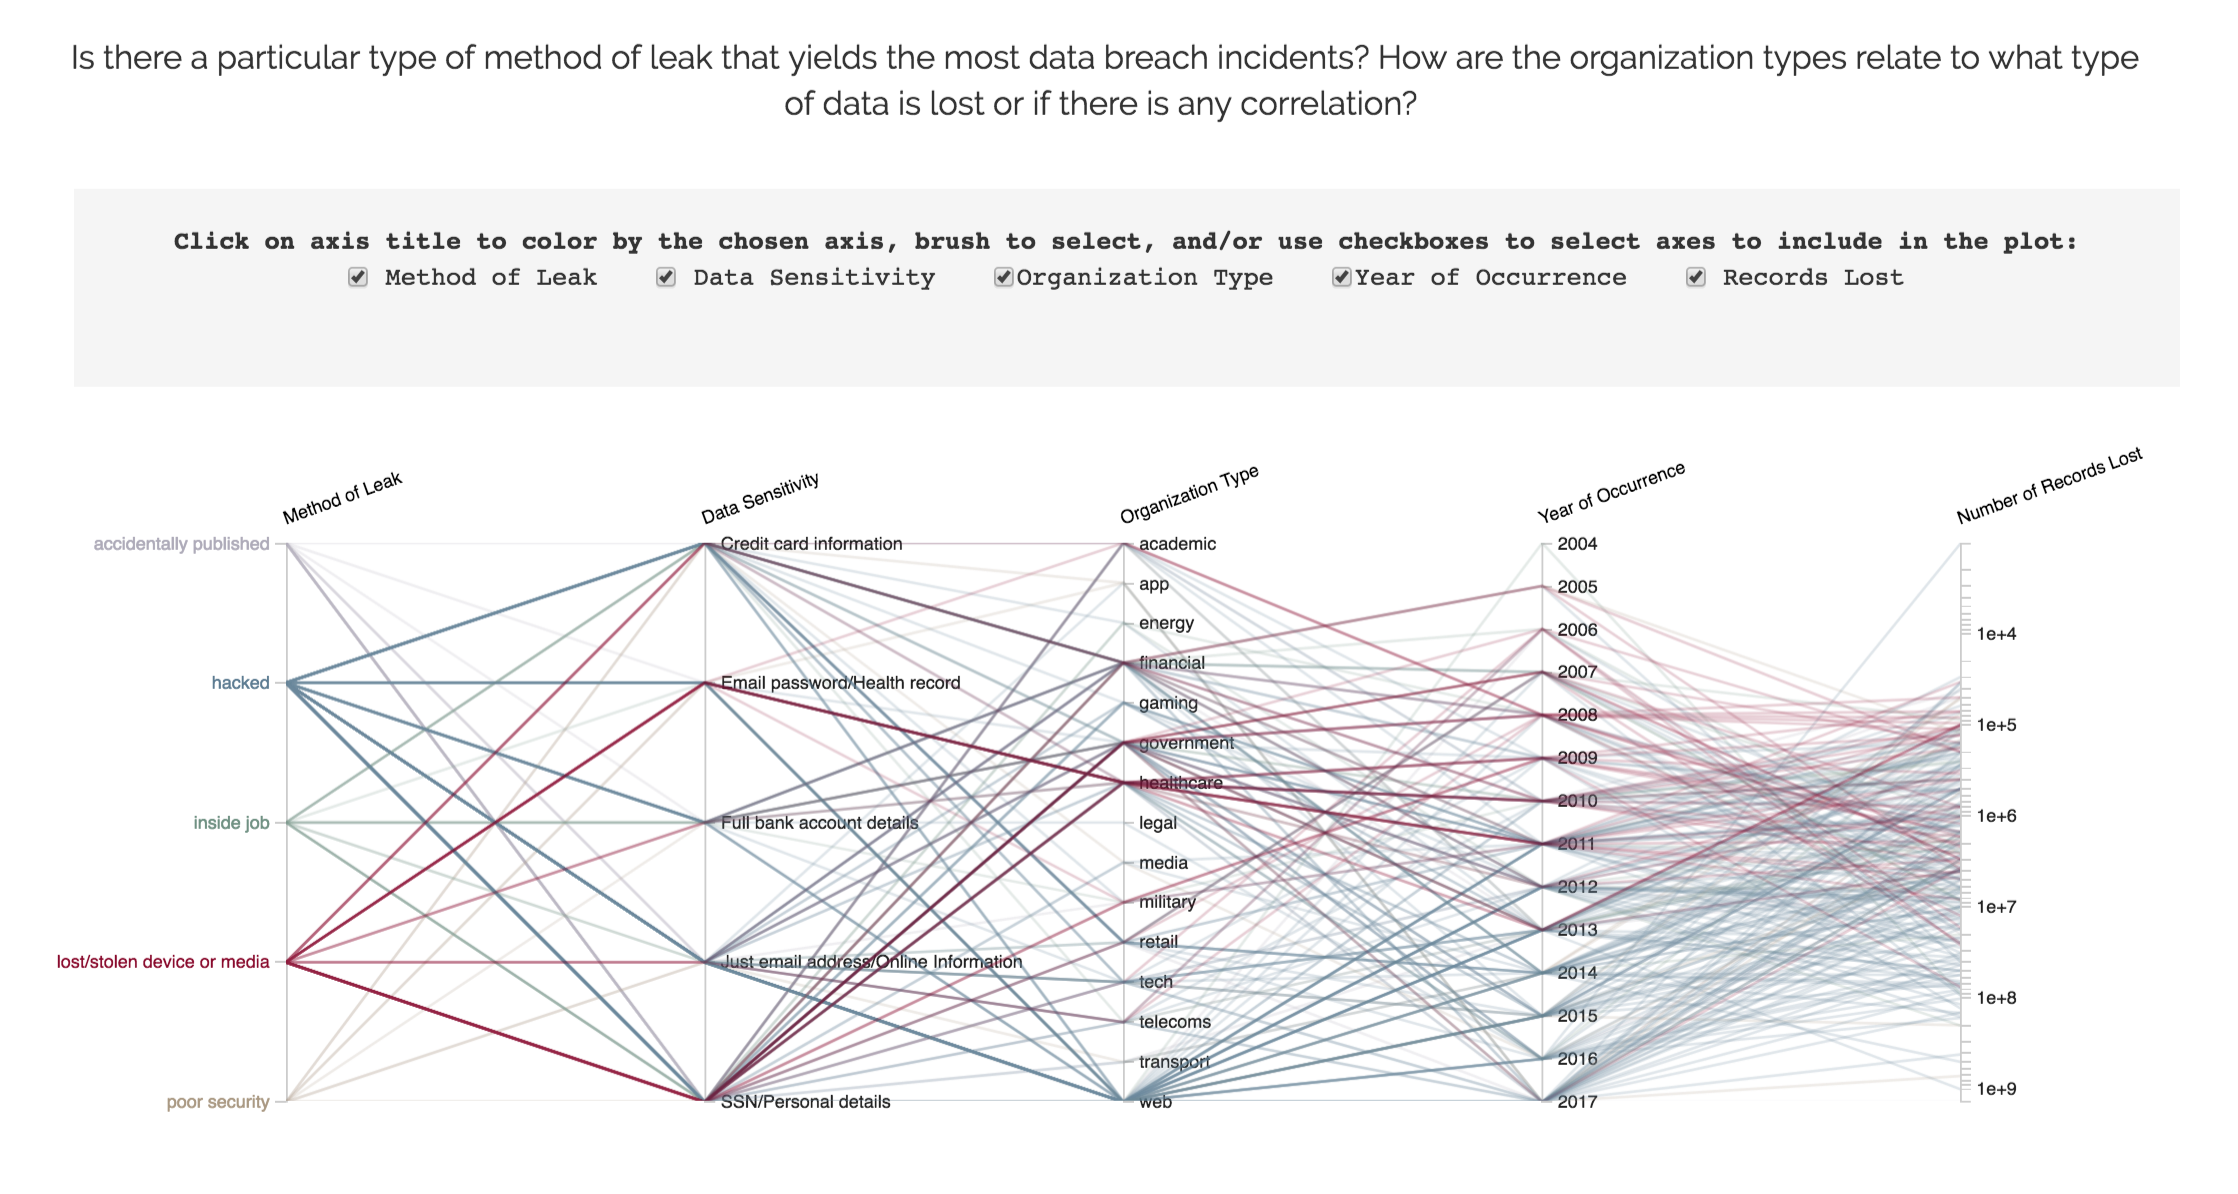 Is there a particular type of method of leak that yields the most data breach incidents? How are the organization types relate to what type
of data is lost or if there is any correlation?
Click on axis title to color by the chosen axis, brush to select, and/or use checkboxes to select axes to include in the plot:
Method of Leak Data Sensitivity Organization Type Year of Occurrence Records Lost
Method of Leak
accidentally published
hacked
inside job
lost/stolen device or media
poor security
Data Sensitivity
Credit card information
Email password/Health record
Full bank account details
Just email address/Online Information
SSN/Personal details
Organization Type
academic
app
energy
financial
gaming
government
healthcare
legal
media
military
retail
tech
telecoms
transport
web
Year of Occurrence
2004
2005
2006
2007
2008
2009
2010
2011
2012
2013
2014
2015
2016
2017
Number of Records Lost
1e+4
1e+5
1e+6
1e+7
1e+8
1e+9